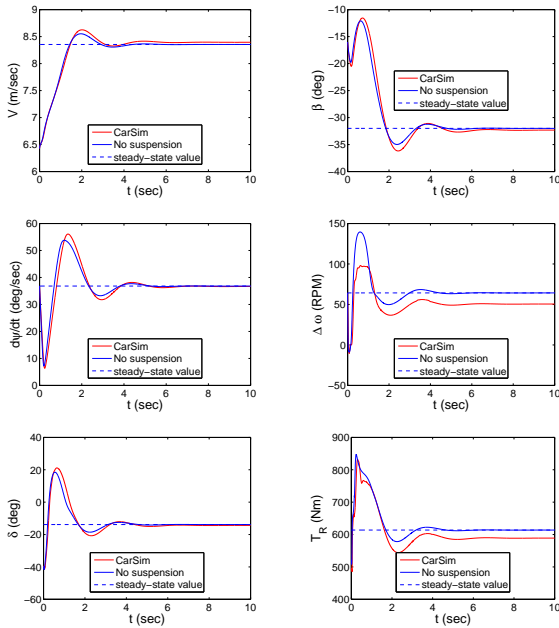 9
8.5
8
7.5
7
6.5
6
V (m/sec)
CarSim
No suspension
steady-state value
0 2 4 6 8 10
t (sec)
−10
−15
−20
−25
−30
−35
−40
β (deg)
CarSim
No suspension
steady-state value
0 2 4 6 8 10
t (sec)
60
50
40
30
20
10
0
dψ/dt (deg/sec)
CarSim
No suspension
steady-state value
0 2 4 6 8 10
t (sec)
150
100
50
0
−50
Δ ω (RPM)
CarSim
No suspension
steady-state value
0 2 4 6 8 10
t (sec)
40
20
0
−20
−40
−60
δ (deg)
CarSim
No suspension
steady-state value
0 2 4 6 8 10
t (sec)
900
800
700
600
500
400
T_R (Nm)
CarSim
No suspension
steady-state value
0 2 4 6 8 10
t (sec)